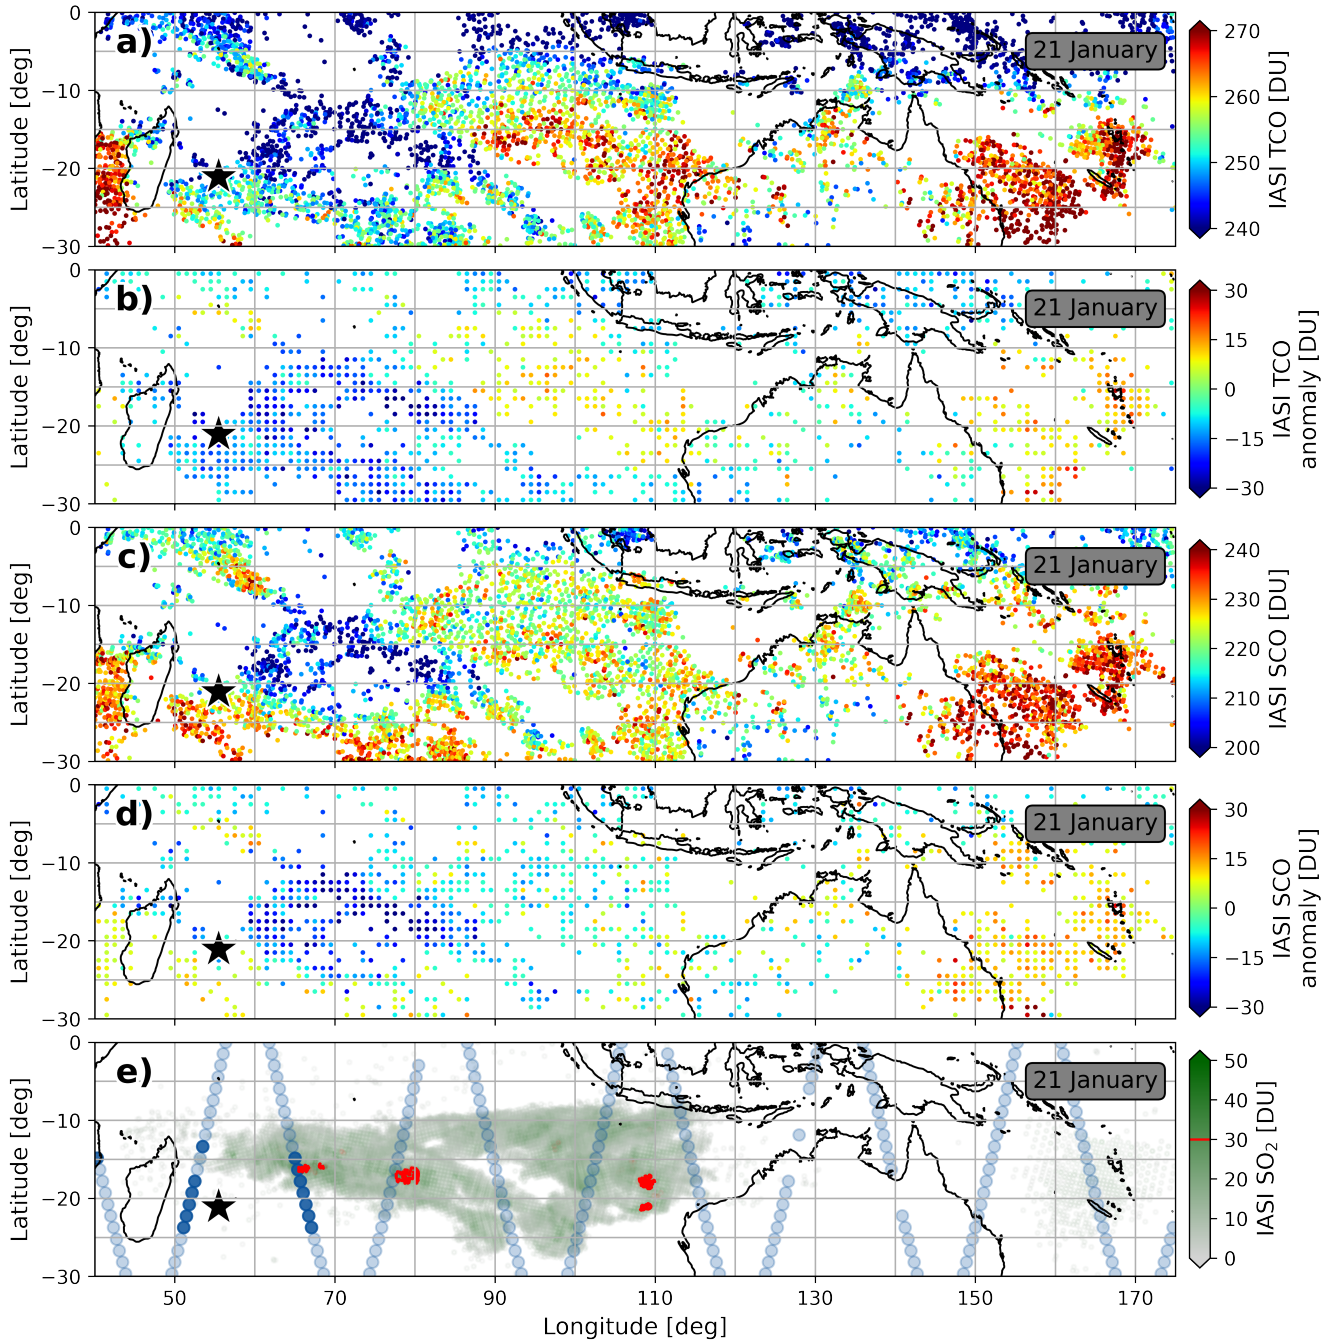 a)
21 January
0
−10
−20
−30
Latitude [deg]
270
260
250
240
IASI TCO [DU]
b)
21 January
0
−10
−20
−30
Latitude [deg]
30
15
0
−15
−30
IASI TCO
anomaly [DU]
c)
21 January
0
−10
−20
−30
Latitude [deg]
240
230
220
210
200
IASI SCO [DU]
d)
21 January
0
−10
−20
−30
Latitude [deg]
30
15
0
−15
−30
IASI SCO
anomaly [DU]
e)
21 January
0
−10
−20
−30
Latitude [deg]
50
40
30
20
10
0
IASI SO₂ [DU]
50 70 90 110 130 150 170
Longitude [deg]